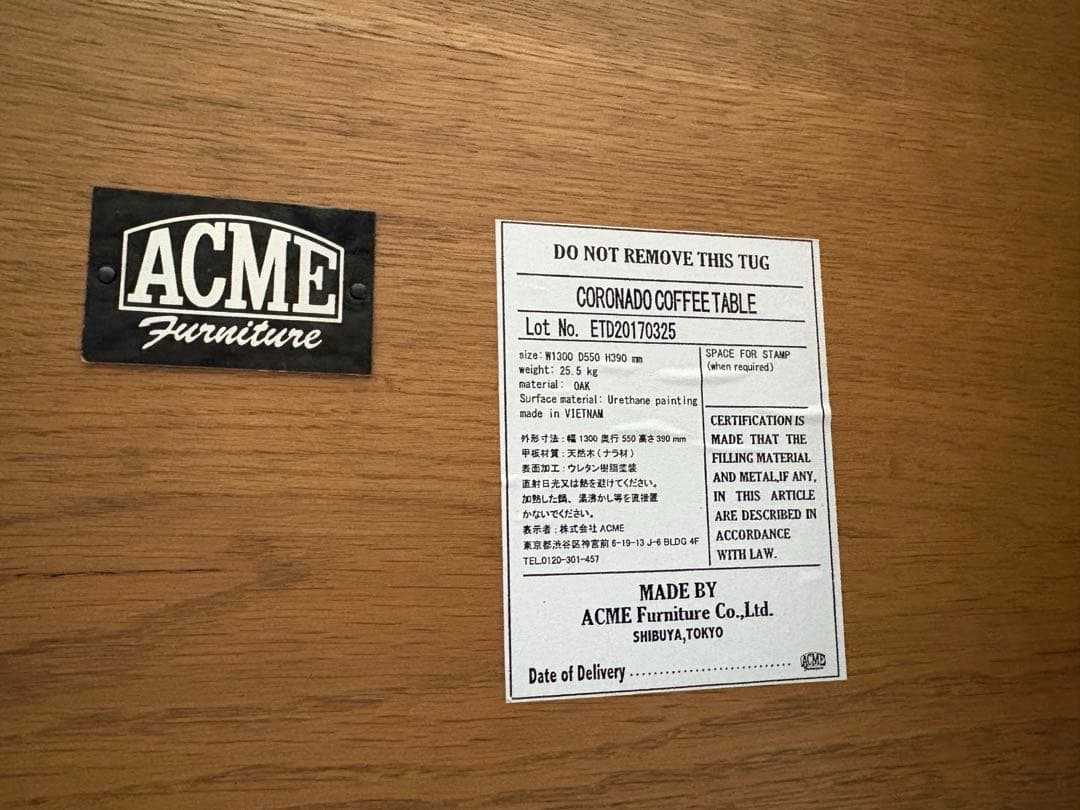 ACME
Furniture
DO NOT REMOVE THIS TUG
CORONADO COFFEE TABLE
Lot No. ETD20170325
size: W1300 D550 H390 mm
weight: 25.5 kg
material: OAK
Surface material: Urethane painting
made in VIETNAM
外形寸法：幅 1300 奥行 550 高さ 390 mm
甲板材質：天然木（ナラ材）
表面加工：ウレタン樹脂塗装
直射日光又は熱を避けてください。
加熱した鍋、湯沸かし等を直接置
かないでください。
表示者：株式会社 ACME
東京都渋谷区神宮前 6-19-13 J-6 BLDG 4F
TEL.0120-301-457
SPACE FOR STAMP
(when required)
CERTIFICATION IS
MADE THAT THE
FILLING MATERIAL
AND METAL,IF ANY,
IN THIS ARTICLE
ARE DESCRIBED IN
ACCORDANCE
WITH LAW.
MADE BY
ACME Furniture Co.,Ltd.
SHIBUYA,TOKYO
Date of Delivery
ACME
Furniture